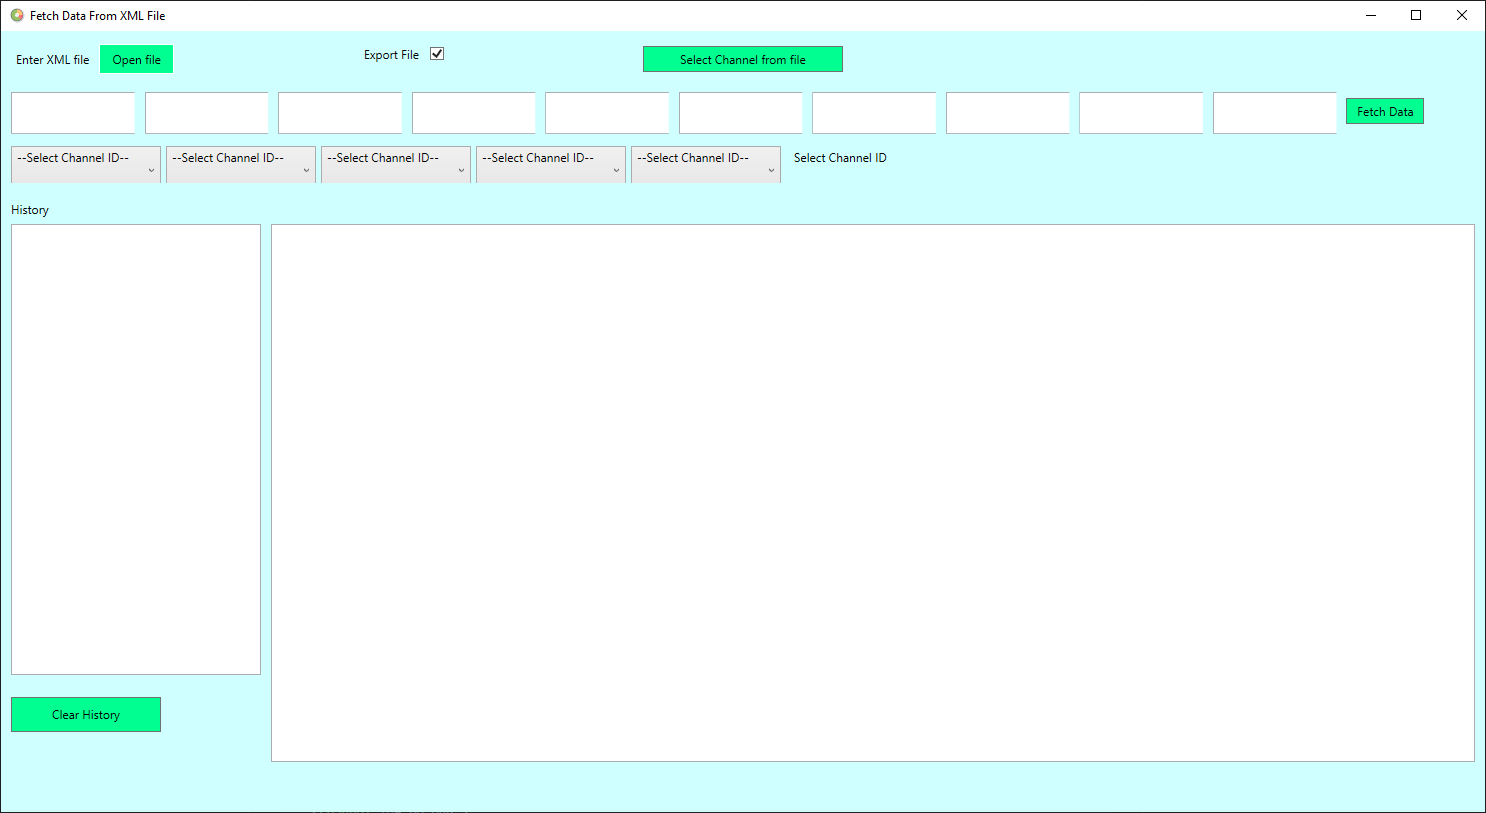 Fetch Data From XML File
Enter XML file Open file Export File Select Channel from file
Fetch Data
--Select Channel ID-- --Select Channel ID-- --Select Channel ID-- --Select Channel ID-- --Select Channel ID-- Select Channel ID
History
Clear History